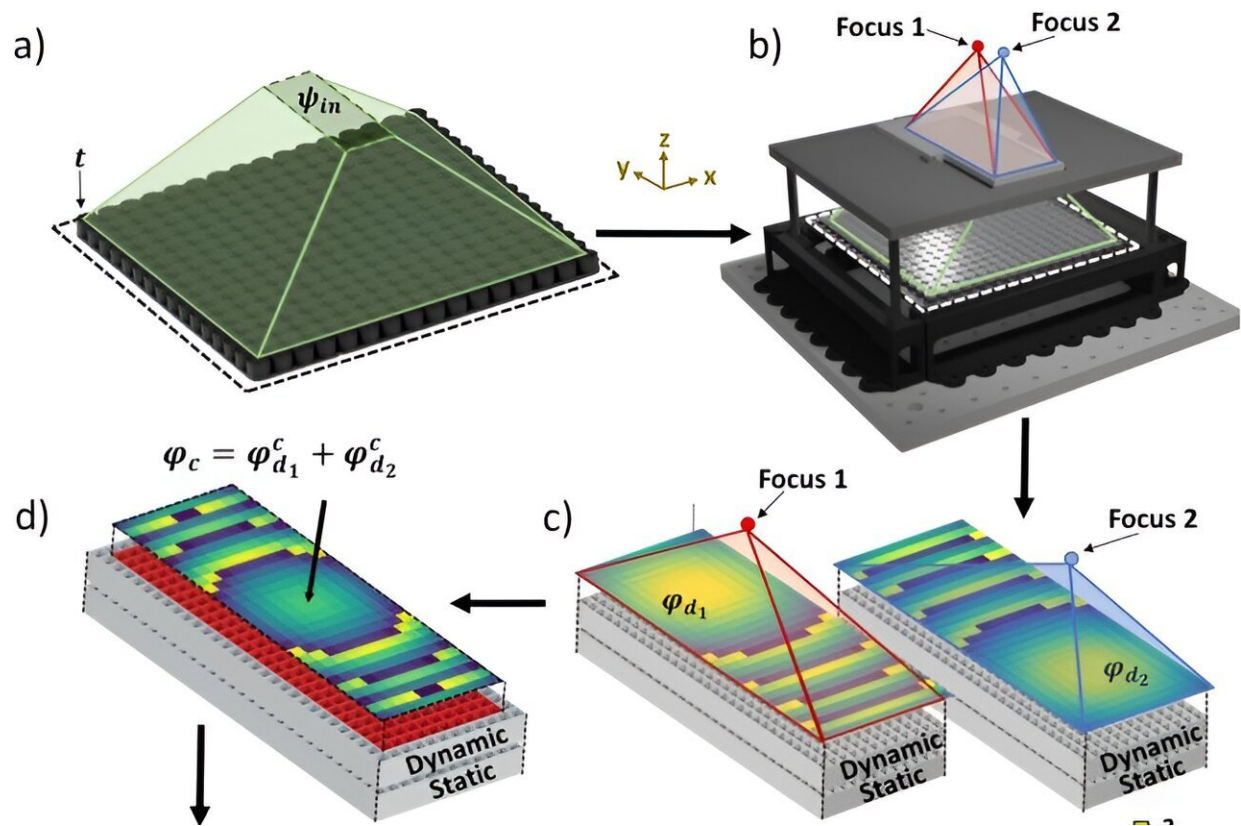 a)
ψ_in
t
z
y
x
b)
Focus 1
Focus 2
φ_c = φ^c_{d_1} + φ^c_{d_2}
d)
Dynamic
Static
c)
Focus 1
φ_{d_1}
Dynamic
Static
Focus 2
φ_{d_2}
Dynamic
Static